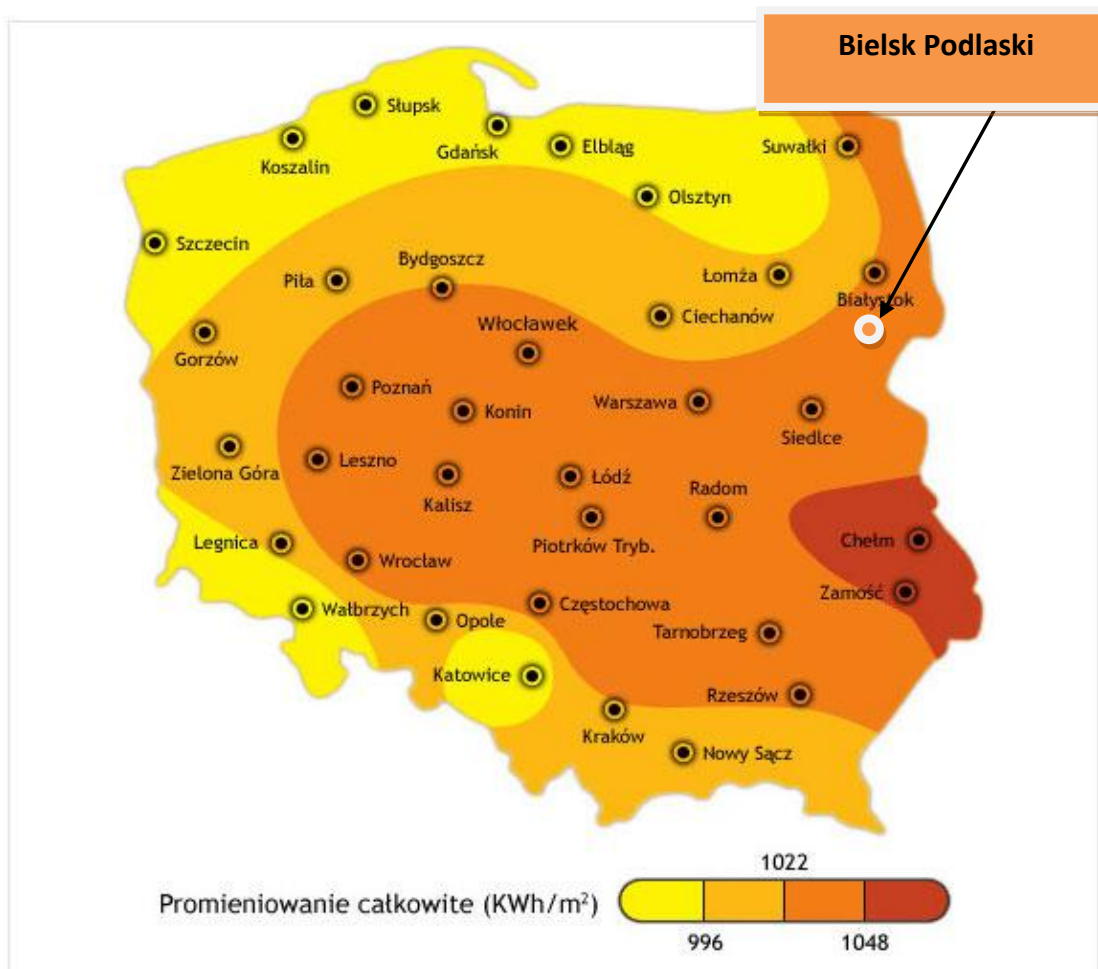 Bielsk Podlaski
Słupsk
Koszalin
Gdańsk
Elbląg
Suwałki
Olsztyn
Szczecin
Bydgoszcz
Piła
Łomża
Białystok
Ciechanów
Włocławek
Gorzów
Poznań
Konin
Warszawa
Siedlce
Zielona Góra
Leszno
Kalisz
Łódź
Radom
Legnica
Wrocław
Piotrków Tryb.
Chełm
Zamość
Wałbrzych
Opole
Częstochowa
Tarnobrzeg
Katowice
Rzeszów
Kraków
Nowy Sącz
1022
Promieniowanie całkowite (KWh/m²)
996
1048